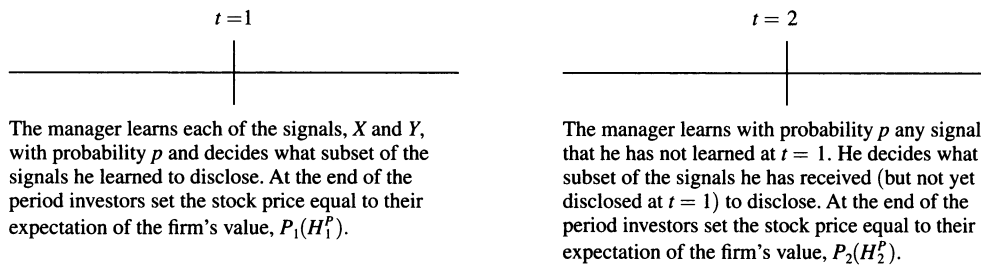 t = 1
The manager learns each of the signals, X and Y,
with probability p and decides what subset of the
signals he learned to disclose. At the end of the
period investors set the stock price equal to their
expectation of the firm's value, P₁(H₁ᵖ).
t = 2
The manager learns with probability p any signal
that he has not learned at t = 1. He decides what
subset of the signals he has received (but not yet
disclosed at t = 1) to disclose. At the end of the
period investors set the stock price equal to their
expectation of the firm's value, P₂(H₂ᵖ).